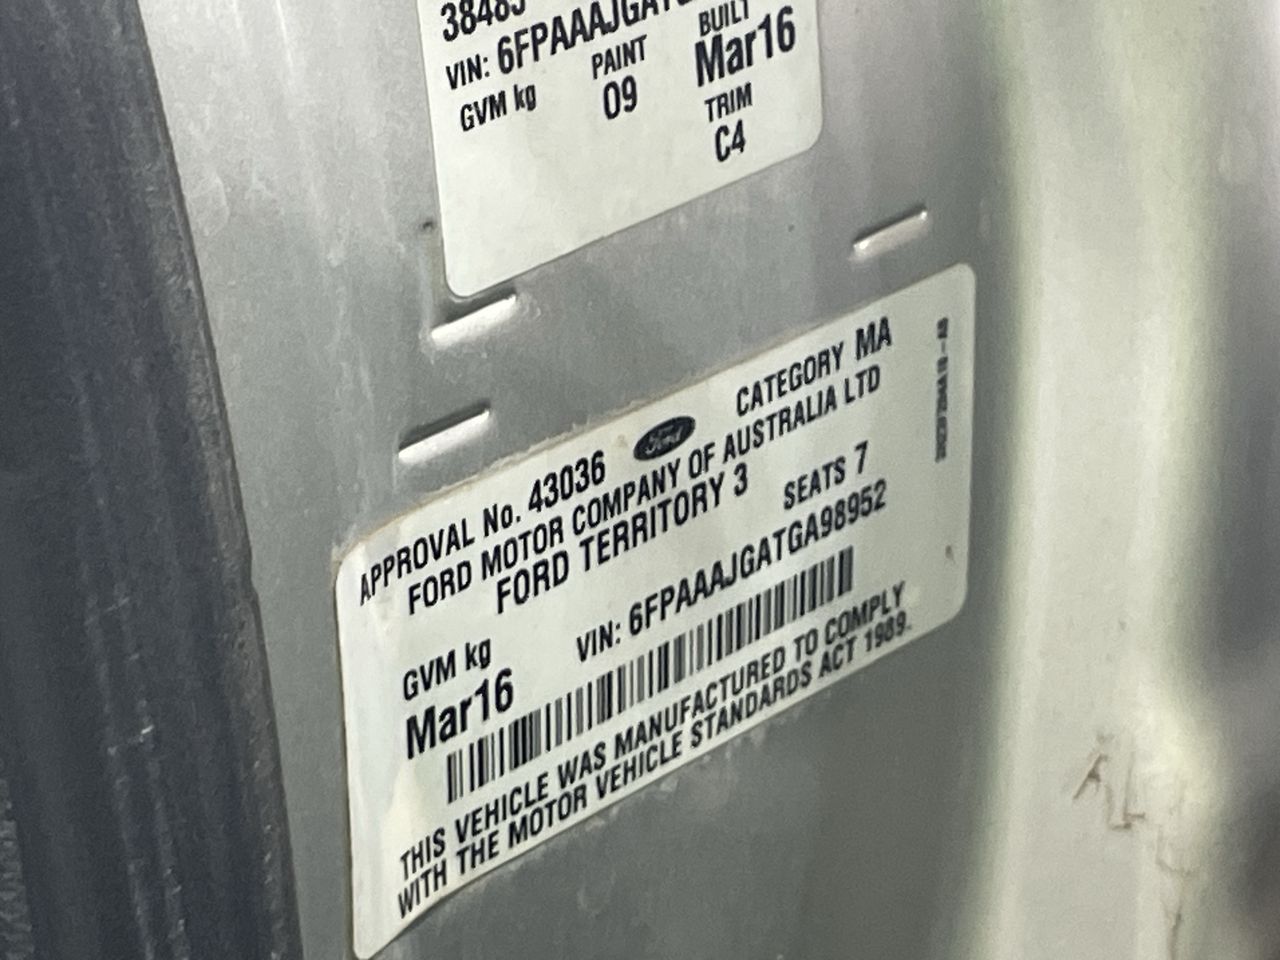 38485
VIN: 6FPAAAJGAT
GVM kg
PAINT
09
BUILT
Mar16
TRIM
C4
APPROVAL No. 43036
Ford
CATEGORY MA
FORD MOTOR COMPANY OF AUSTRALIA LTD
FORD TERRITORY 3
SEATS 7
GVM kg
VIN: 6FPAAAJGATGA98952
Mar16
THIS VEHICLE WAS MANUFACTURED TO COMPLY
WITH THE MOTOR VEHICLE STANDARDS ACT 1989.